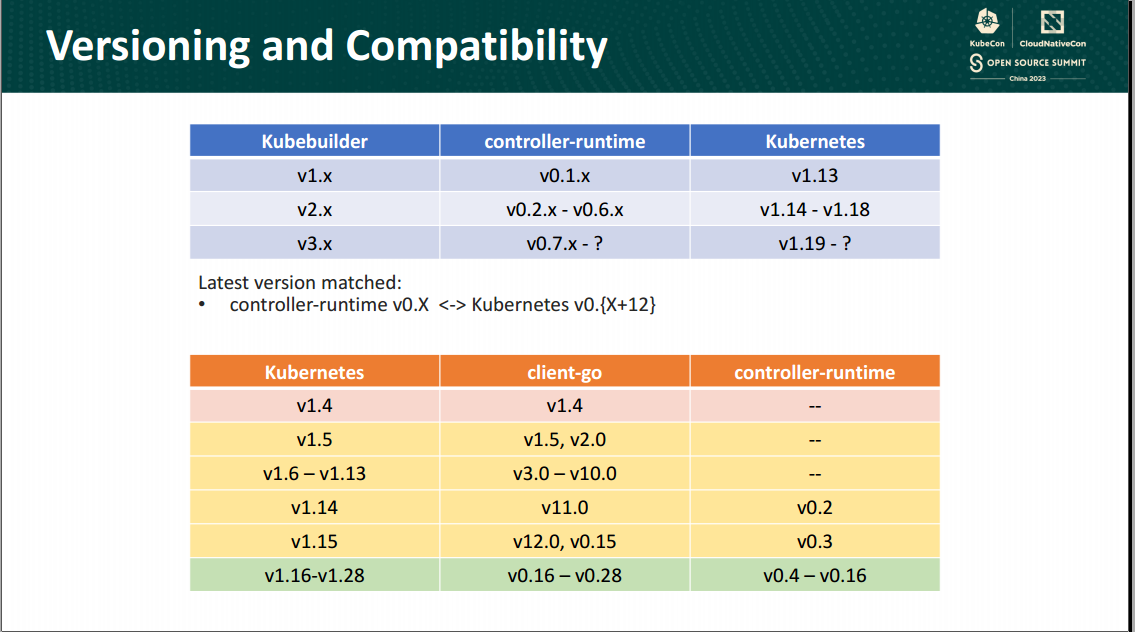 Versioning and Compatibility
KubeCon CloudNativeCon
OPEN SOURCE SUMMIT
China 2023
Kubebuilder controller-runtime Kubernetes
v1.x v0.1.x v1.13
v2.x v0.2.x - v0.6.x v1.14 - v1.18
v3.x v0.7.x - ? v1.19 - ?
Latest version matched:
• controller-runtime v0.X <-> Kubernetes v0.{X+12}
Kubernetes client-go controller-runtime
v1.4 v1.4 --
v1.5 v1.5, v2.0 --
v1.6 – v1.13 v3.0 – v10.0 --
v1.14 v11.0 v0.2
v1.15 v12.0, v0.15 v0.3
v1.16-v1.28 v0.16 – v0.28 v0.4 – v0.16